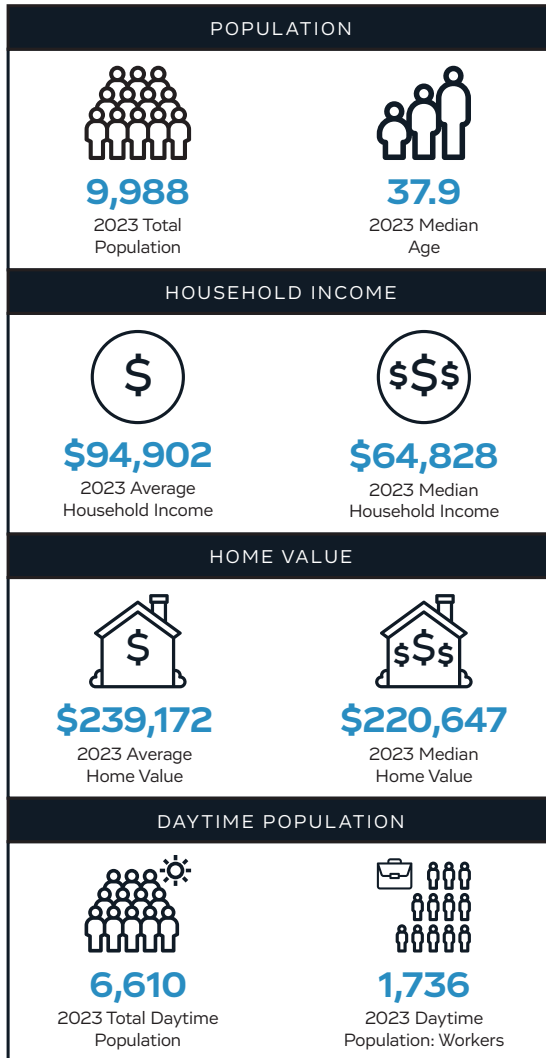 POPULATION
9,988
2023 Total
Population
37.9
2023 Median
Age
HOUSEHOLD INCOME
$
$94,902
2023 Average
Household Income
$$$
$64,828
2023 Median
Household Income
HOME VALUE
$
$239,172
2023 Average
Home Value
$$$
$220,647
2023 Median
Home Value
DAYTIME POPULATION
6,610
2023 Total Daytime
Population
1,736
2023 Daytime
Population: Workers